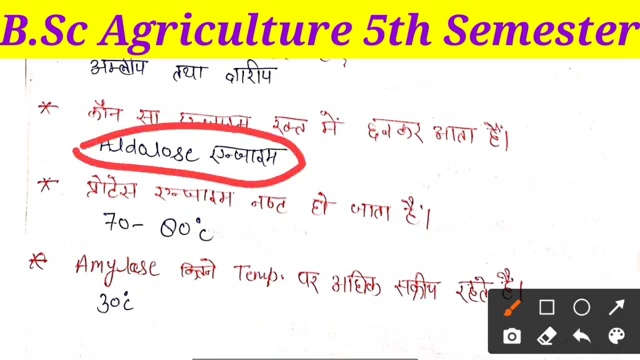 B.Sc Agriculture 5th Semester
अम्लीय तथा क्षारीय
* कौन सा एन्जाइम रक्त में छनकर आता हैं।
Aldolase एन्जाइम
* प्रोटेस एन्जाइम नष्ट हो जाता हैं।
70- 80°c
* Amylase कितने Temp. पर अधिक सक्रीय रहते हैं।
30°c